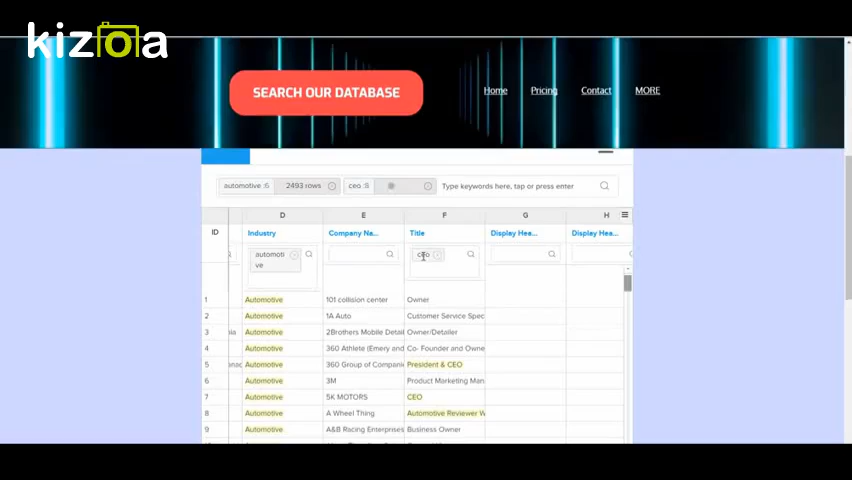 kizoa
SEARCH OUR DATABASE
Home Pricing Contact MORE
automotive :6 2493 rows ceo :8 Type keywords here, tap or press enter
D E F G H
ID Industry Company Na... Title Display Hea... Display Hea...
automoti
ve
ceo
1 Automotive 101 collision center Owner
2 Automotive 1A Auto Customer Service Spec
3 Automotive 2Brothers Mobile Detail Owner/Detailer
4 Automotive 360 Athlete (Emery and Co- Founder and Owne
5 Automotive 360 Group of Compani President & CEO
6 Automotive 3M Product Marketing Man
7 Automotive 5K MOTORS CEO
8 Automotive A Wheel Thing Automotive Reviewer W
9 Automotive A&B Racing Enterprises Business Owner